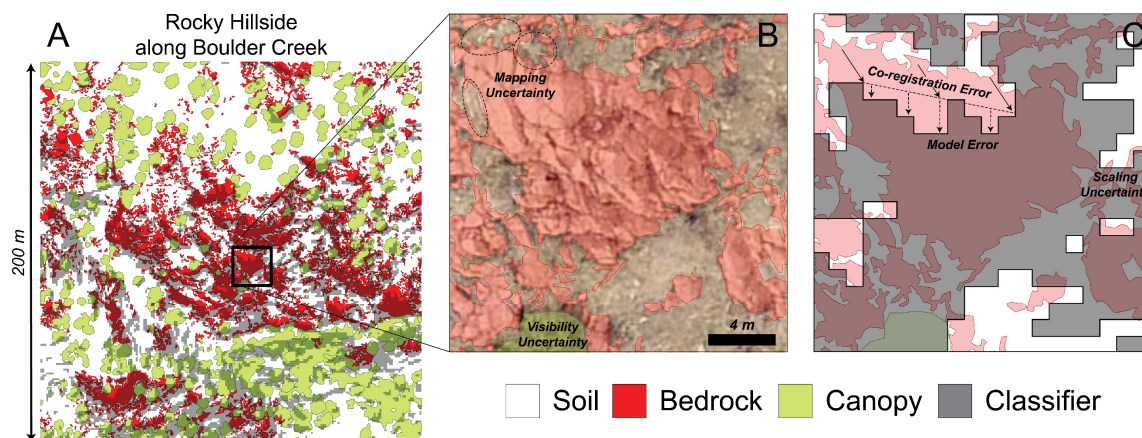 Rocky Hillside
along Boulder Creek
A
B
C
200 m
Mapping
Uncertainty
Visibility
Uncertainty
4 m
Co-registration Error
Model Error
Scaling
Uncertaint
Soil
Bedrock
Canopy
Classifier